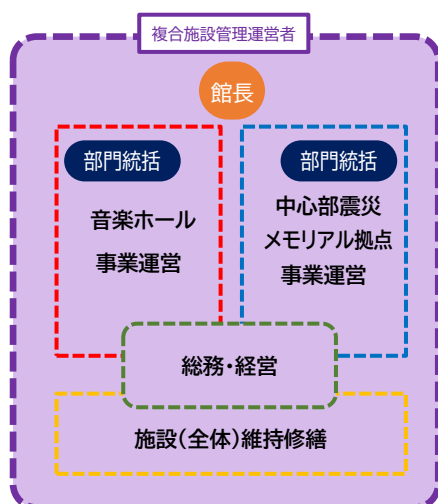 複合施設管理運営者
館長
部門統括
音楽ホール
事業運営
部門統括
中心部震災
メモリアル拠点
事業運営
総務・経営
施設(全体)維持修繕